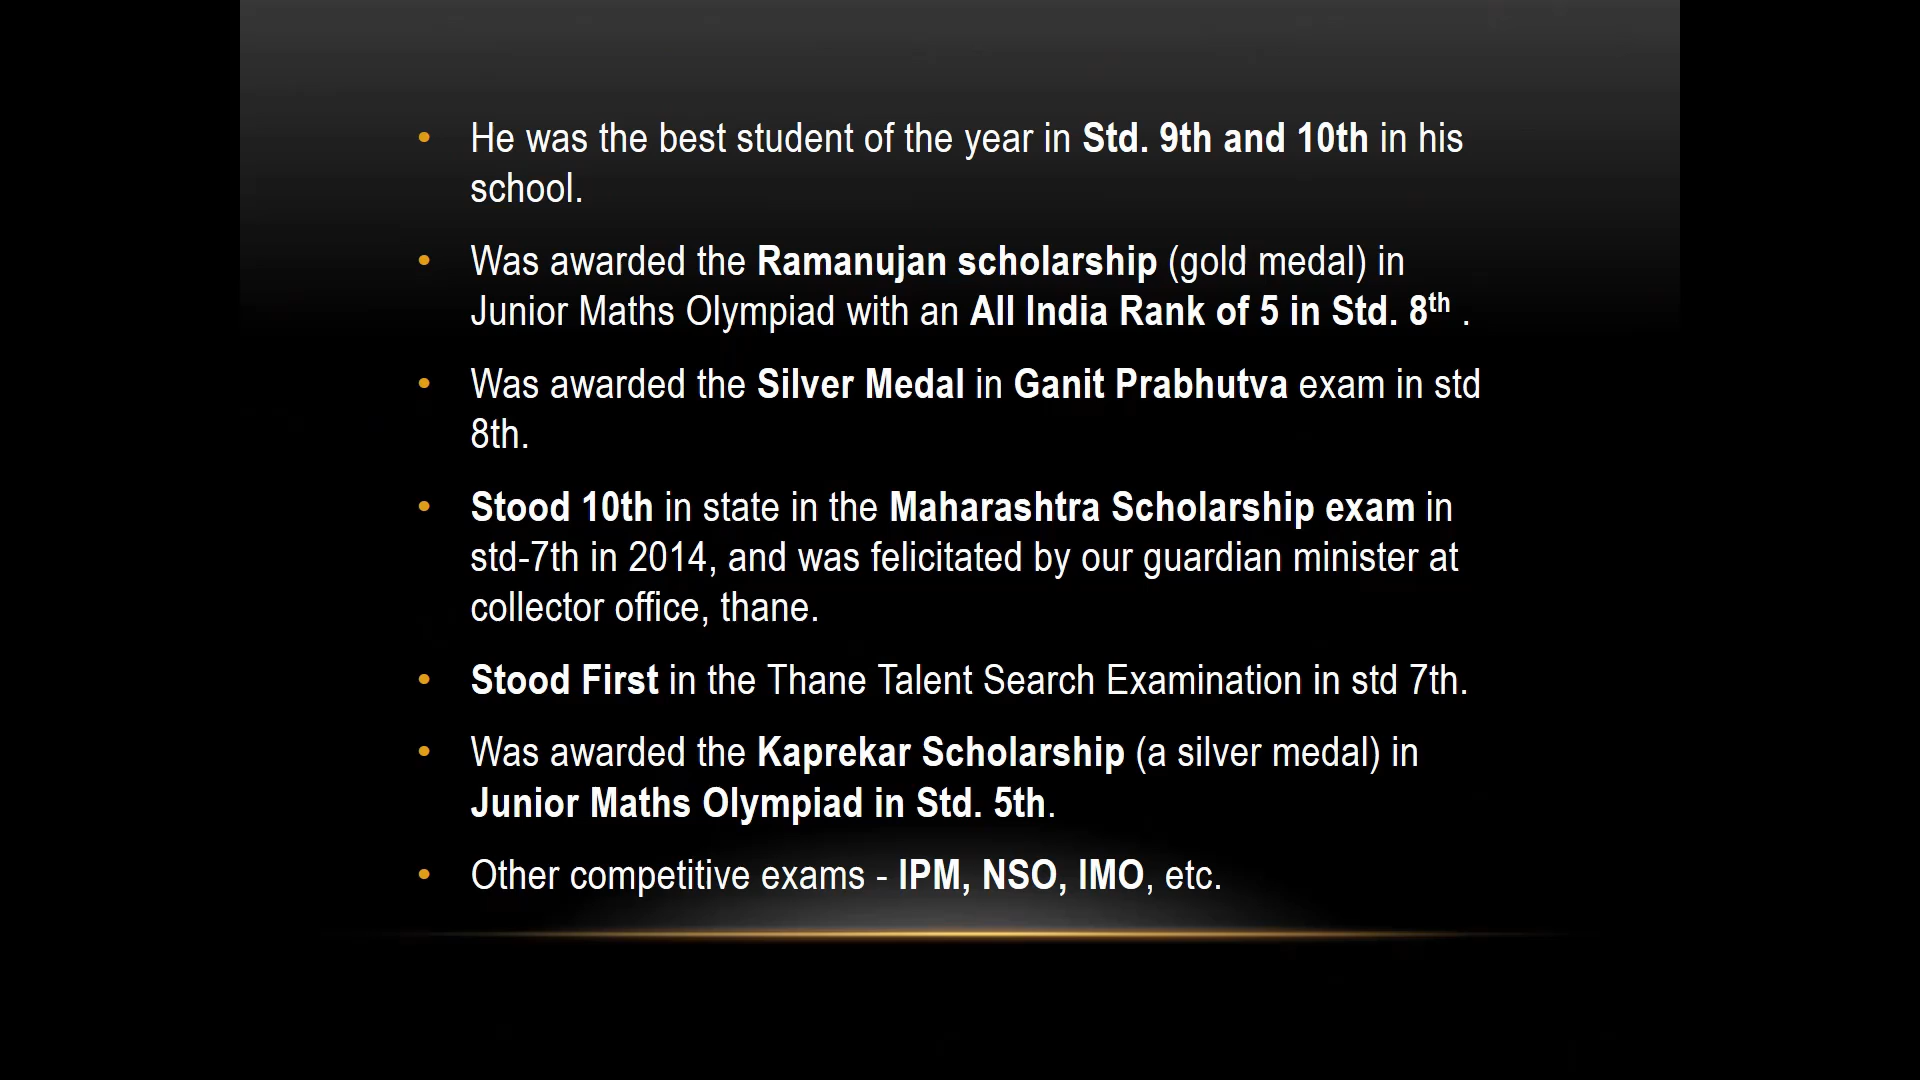 • He was the best student of the year in Std. 9th and 10th in his
school.
• Was awarded the Ramanujan scholarship (gold medal) in
Junior Maths Olympiad with an All India Rank of 5 in Std. 8th .
• Was awarded the Silver Medal in Ganit Prabhutva exam in std
8th.
• Stood 10th in state in the Maharashtra Scholarship exam in
std-7th in 2014, and was felicitated by our guardian minister at
collector office, thane.
• Stood First in the Thane Talent Search Examination in std 7th.
• Was awarded the Kaprekar Scholarship (a silver medal) in
Junior Maths Olympiad in Std. 5th.
• Other competitive exams - IPM, NSO, IMO, etc.